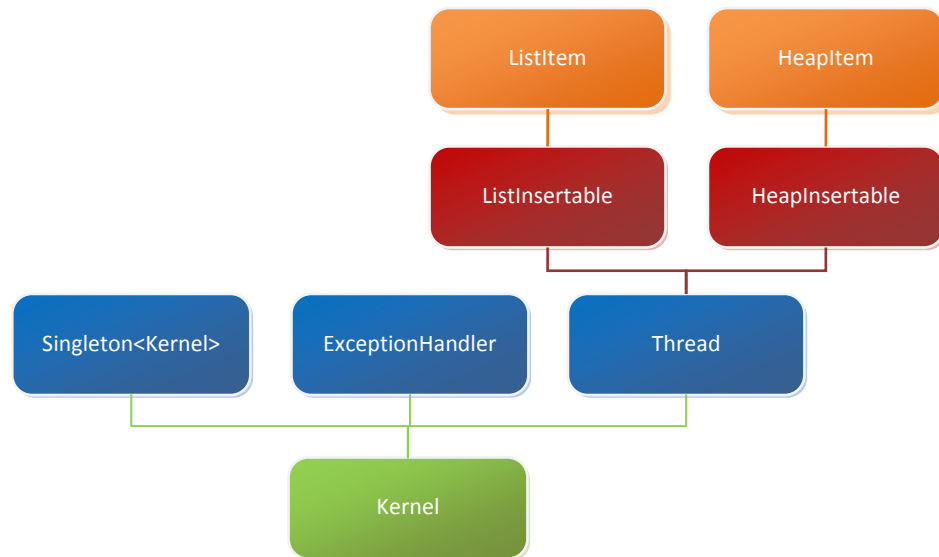 ListItem
HeapItem
ListInsertable
HeapInsertable
Singleton<Kernel>
ExceptionHandler
Thread
Kernel